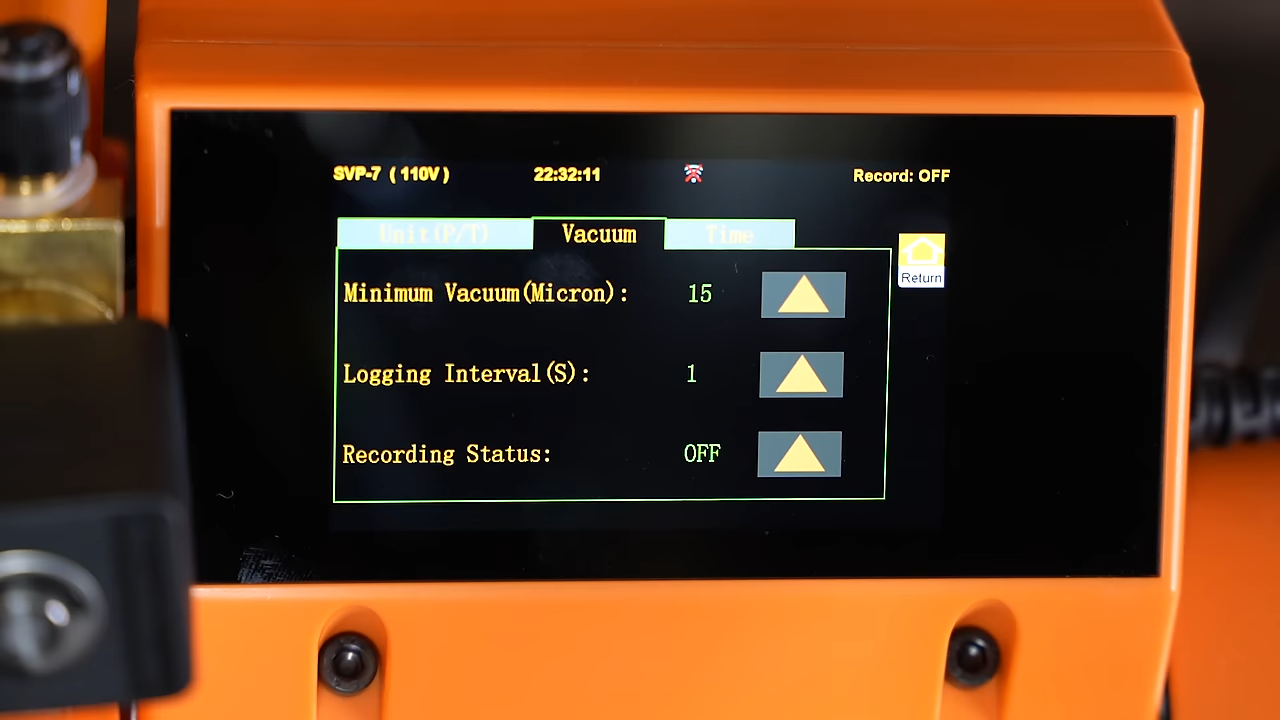 SVP-7 ( 110V ) 22:32:11 Record: OFF
Unit(P/T) Vacuum Time
Return
Minimum Vacuum(Micron): 15
Logging Interval(S): 1
Recording Status: OFF